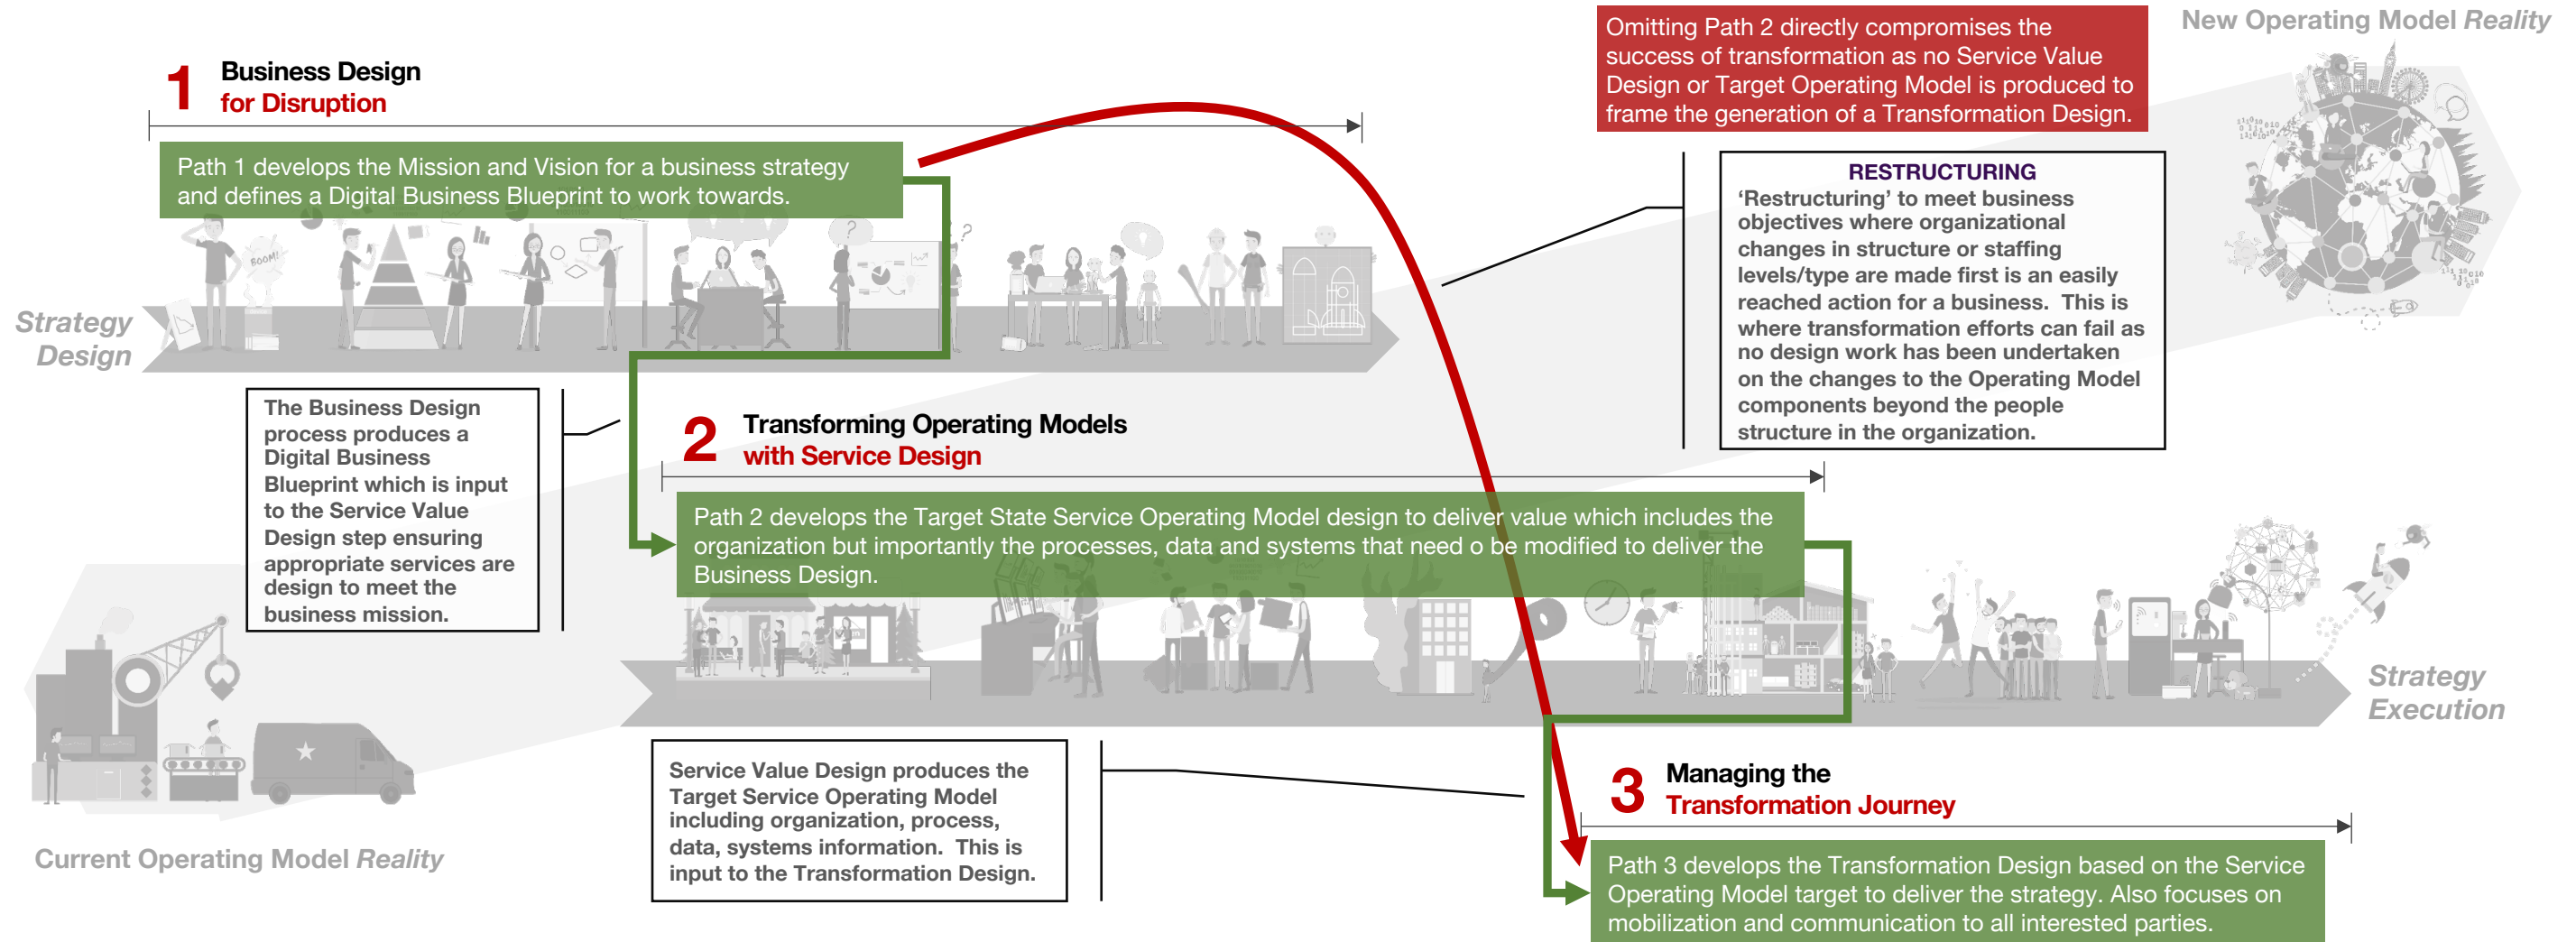 New Operating Model Reality
Omitting Path 2 directly compromises the
success of transformation as no Service Value
Design or Target Operating Model is produced to
frame the generation of a Transformation Design.
1
Business Design
for Disruption
Path 1 develops the Mission and Vision for a business strategy
and defines a Digital Business Blueprint to work towards.
RESTRUCTURING
‘Restructuring’ to meet business
objectives where organizational
changes in structure or staffing
levels/type are made first is an easily
reached action for a business. This is
where transformation efforts can fail as
no design work has been undertaken
on the changes to the Operating Model
components beyond the people
structure in the organization.
BOOM!
?
?
Strategy
Design
The Business Design
process produces a
Digital Business
Blueprint which is input
to the Service Value
Design step ensuring
appropriate services are
design to meet the
business mission.
2
Transforming Operating Models
with Service Design
Path 2 develops the Target State Service Operating Model design to deliver value which includes the
organization but importantly the processes, data and systems that need o be modified to deliver the
Business Design.
Strategy
Execution
Service Value Design produces the
Target Service Operating Model
including organization, process,
data, systems information. This is
input to the Transformation Design.
3
Managing the
Transformation Journey
Current Operating Model Reality
Path 3 develops the Transformation Design based on the Service
Operating Model target to deliver the strategy. Also focuses on
mobilization and communication to all interested parties.